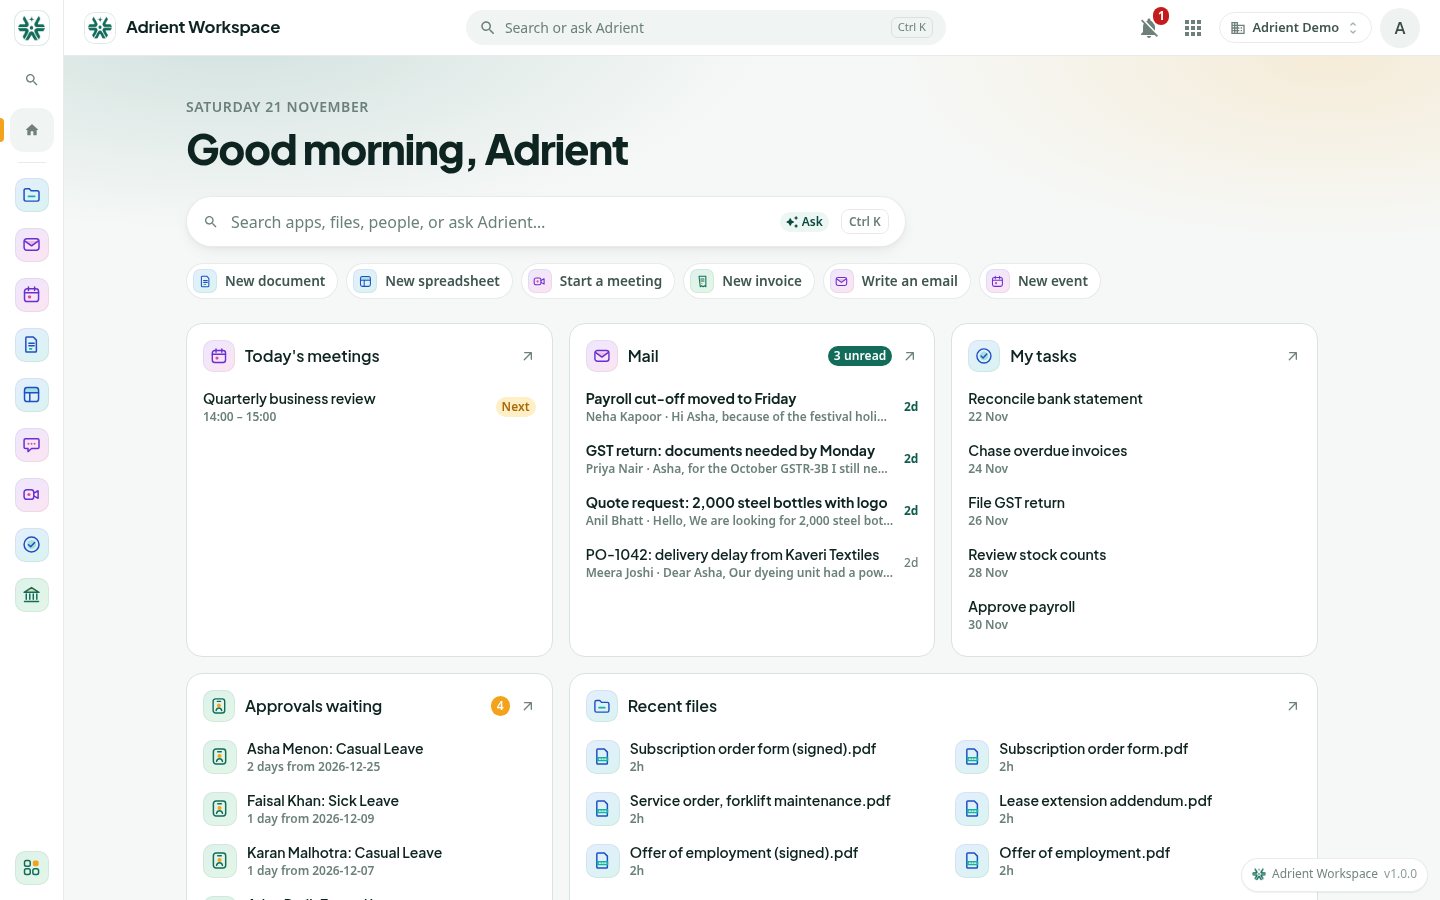 Adrient Workspace
Search or ask Adrient
Ctrl K
1
Adrient Demo
A
SATURDAY 21 NOVEMBER
Good morning, Adrient
Search apps, files, people, or ask Adrient...
Ask
Ctrl K
New document
New spreadsheet
Start a meeting
New invoice
Write an email
New event
Today's meetings
Quarterly business review
14:00 – 15:00
Next
Mail
3 unread
Payroll cut-off moved to Friday
Neha Kapoor · Hi Asha, because of the festival holi...
2d
GST return: documents needed by Monday
Priya Nair · Asha, for the October GSTR-3B I still ne...
2d
Quote request: 2,000 steel bottles with logo
Anil Bhatt · Hello, We are looking for 2,000 steel bot...
2d
PO-1042: delivery delay from Kaveri Textiles
Meera Joshi · Dear Asha, Our dyeing unit had a pow...
2d
My tasks
Reconcile bank statement
22 Nov
Chase overdue invoices
24 Nov
File GST return
26 Nov
Review stock counts
28 Nov
Approve payroll
30 Nov
Approvals waiting
4
Asha Menon: Casual Leave
2 days from 2026-12-25
Faisal Khan: Sick Leave
1 day from 2026-12-09
Karan Malhotra: Casual Leave
1 day from 2026-12-07
Recent files
Subscription order form (signed).pdf
2h
Subscription order form.pdf
2h
Service order, forklift maintenance.pdf
2h
Lease extension addendum.pdf
2h
Offer of employment (signed).pdf
2h
Offer of employment.pdf
2h
Adrient Workspace v1.0.0